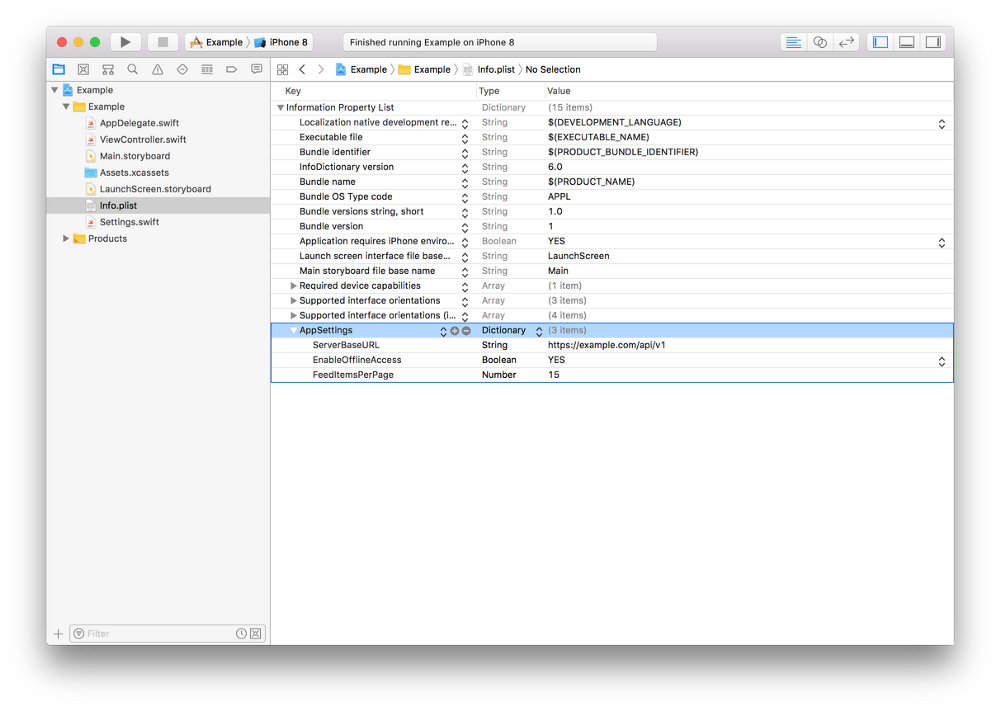 Example iPhone 8 Finished running Example on iPhone 8
Example Example Info.plist No Selection
Example
Example
AppDelegate.swift
ViewController.swift
Main.storyboard
Assets.xcassets
LaunchScreen.storyboard
Info.plist
Settings.swift
Products
Filter
Key Type Value
Information Property List Dictionary (15 items)
Localization native development re... String $(DEVELOPMENT_LANGUAGE)
Executable file String $(EXECUTABLE_NAME)
Bundle identifier String $(PRODUCT_BUNDLE_IDENTIFIER)
InfoDictionary version String 6.0
Bundle name String $(PRODUCT_NAME)
Bundle OS Type code String APPL
Bundle versions string, short String 1.0
Bundle version String 1
Application requires iPhone enviro... Boolean YES
Launch screen interface file base... String LaunchScreen
Main storyboard file base name String Main
Required device capabilities Array (1 item)
Supported interface orientations Array (3 items)
Supported interface orientations (i... Array (4 items)
AppSettings Dictionary (3 items)
ServerBaseURL String https://example.com/api/v1
EnableOfflineAccess Boolean YES
FeedItemsPerPage Number 15